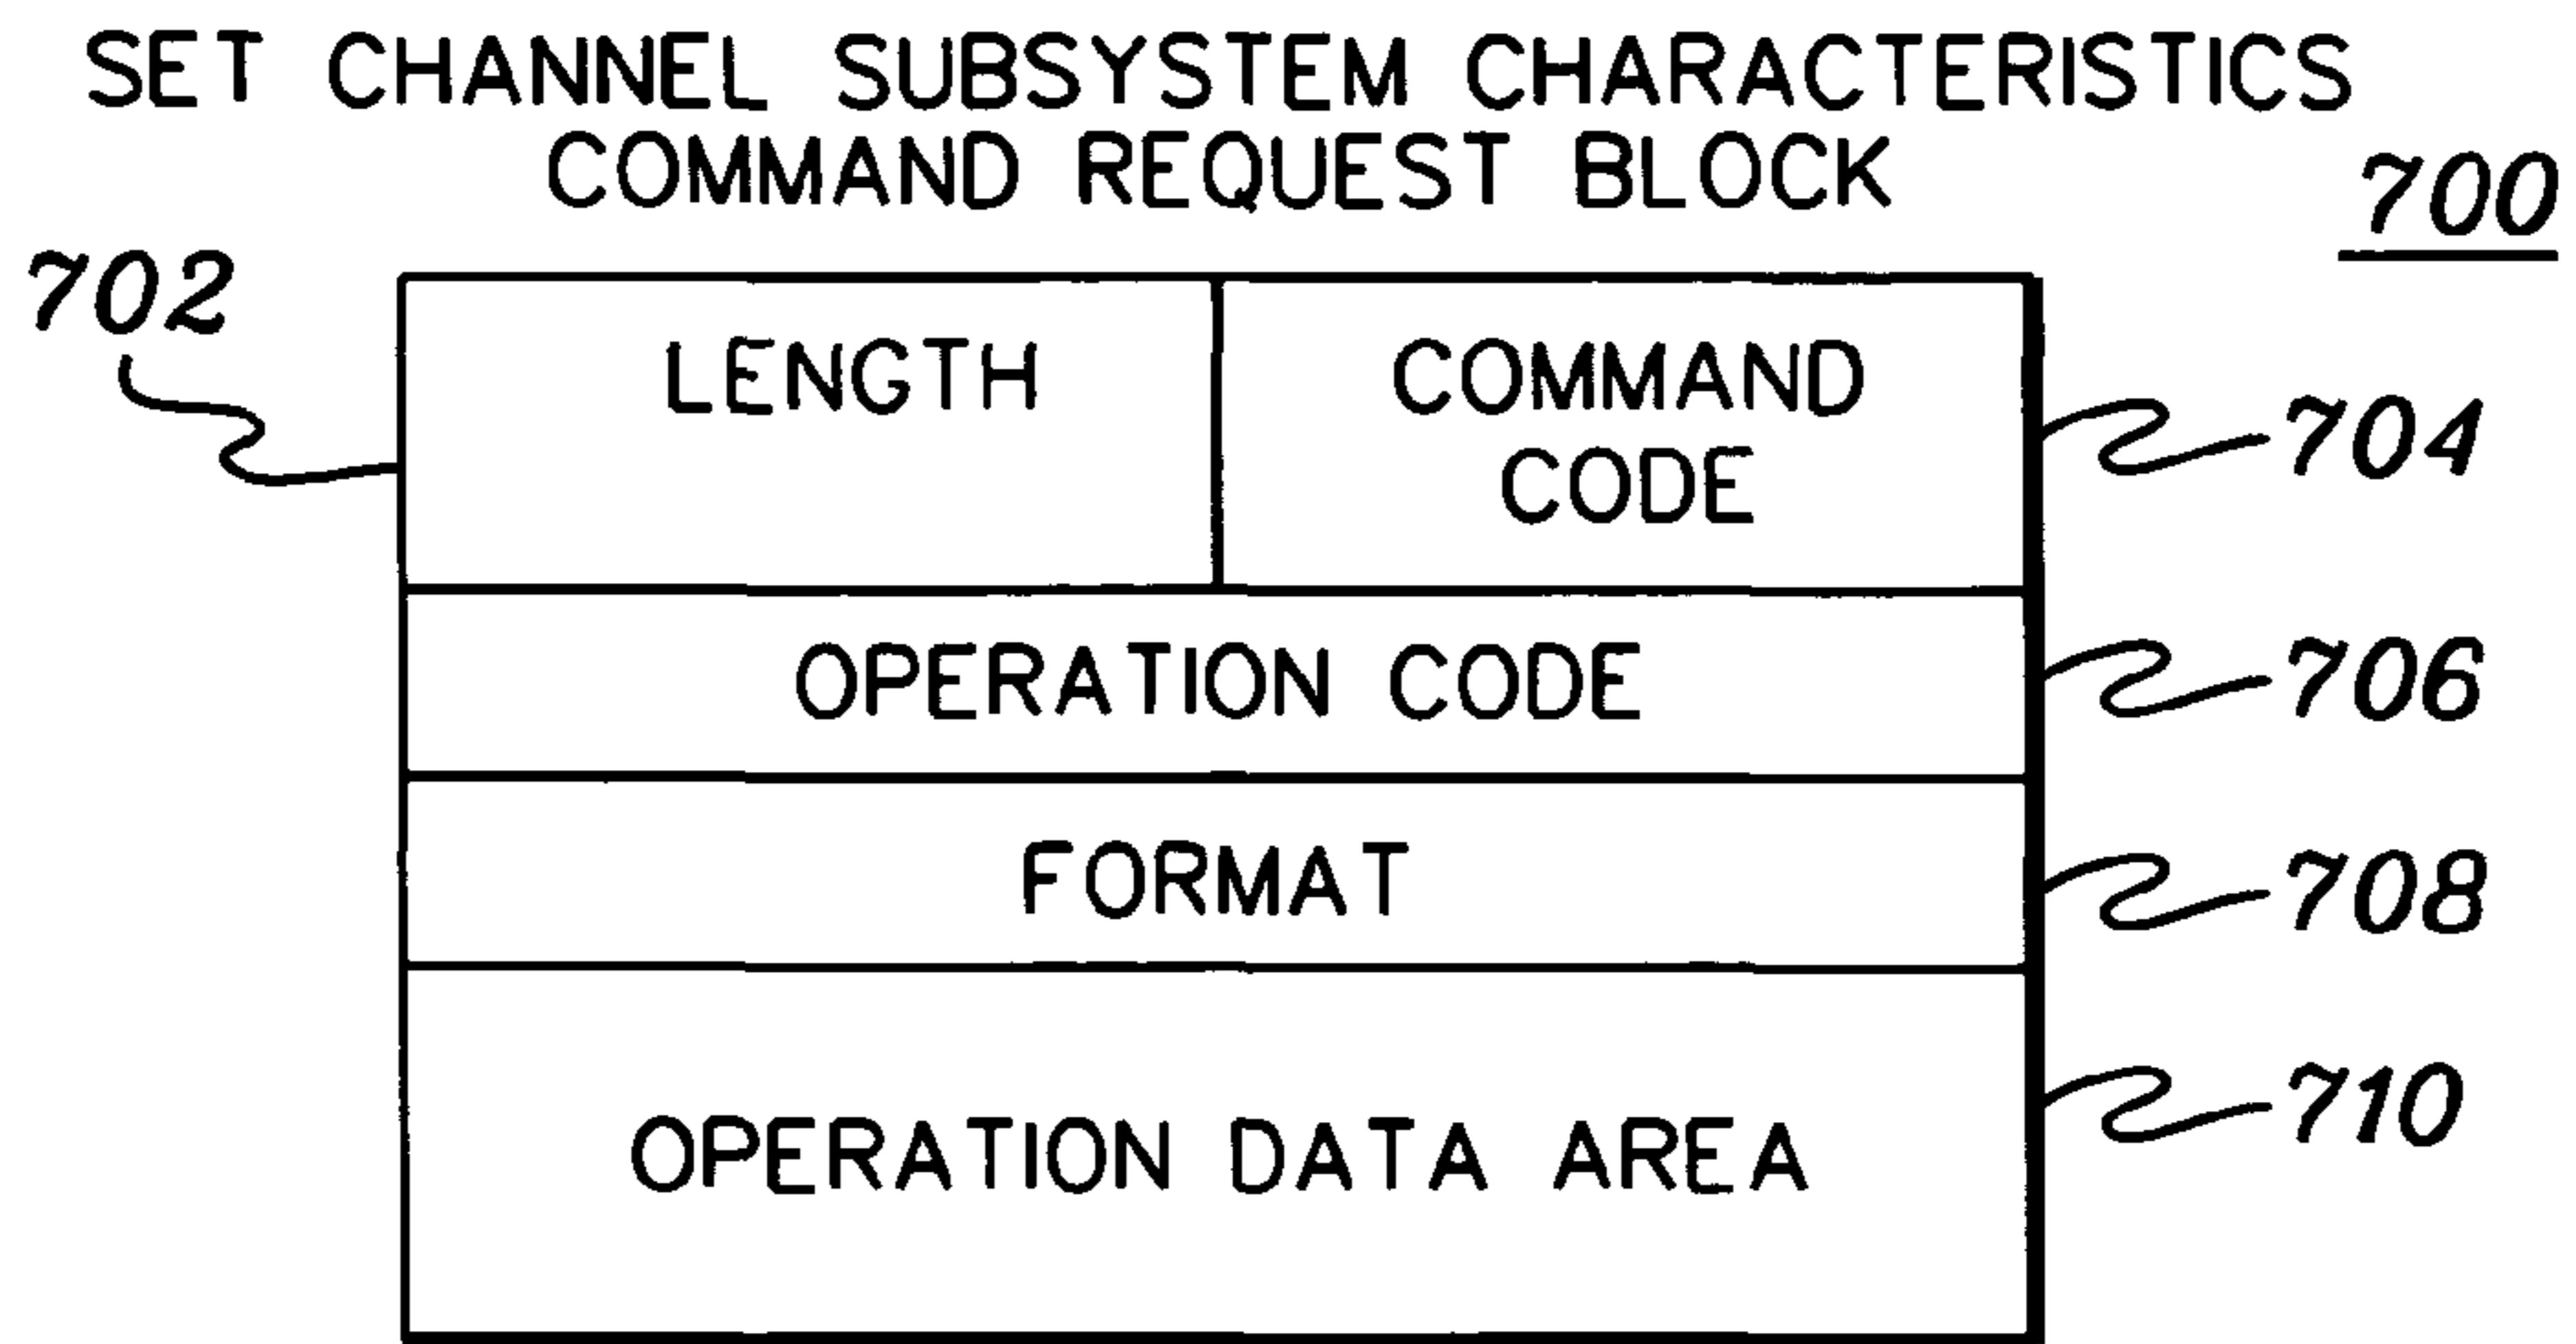 SET CHANNEL SUBSYSTEM CHARACTERISTICS
COMMAND REQUEST BLOCK
700
702
LENGTH
COMMAND
CODE
704
OPERATION CODE
706
FORMAT
708
OPERATION DATA AREA
710